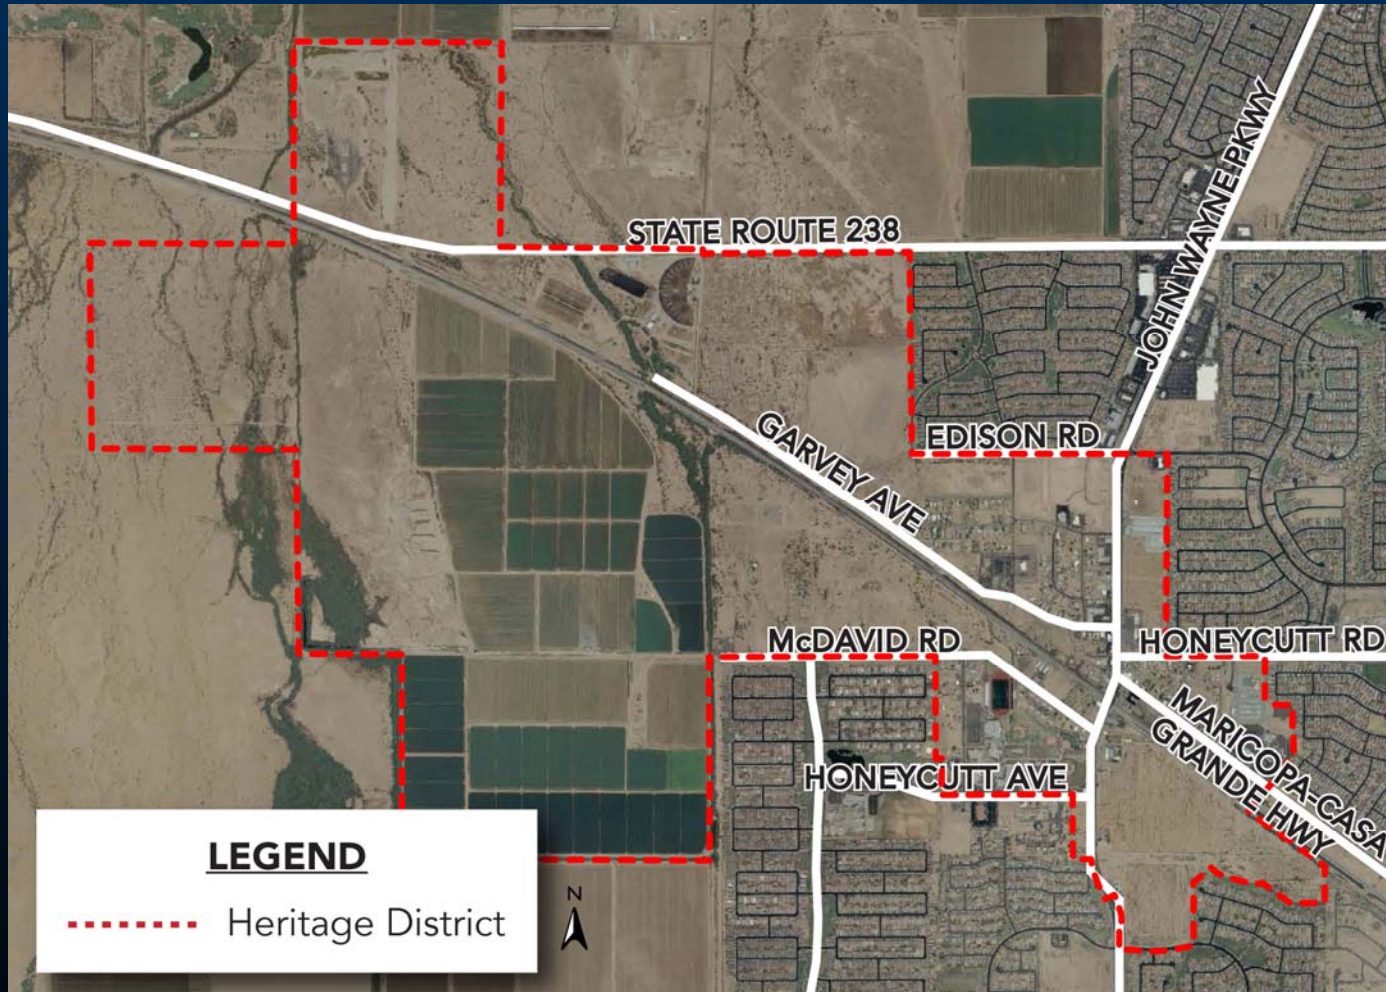 STATE ROUTE 238
JOHN WAYNE PKWY
EDISON RD
GARVEY AVE
McDAVID RD
HONEYCUTT RD
MARICOPA-CASA
GRANDE HWY
HONEYCUTT AVE
LEGEND
Heritage District
N